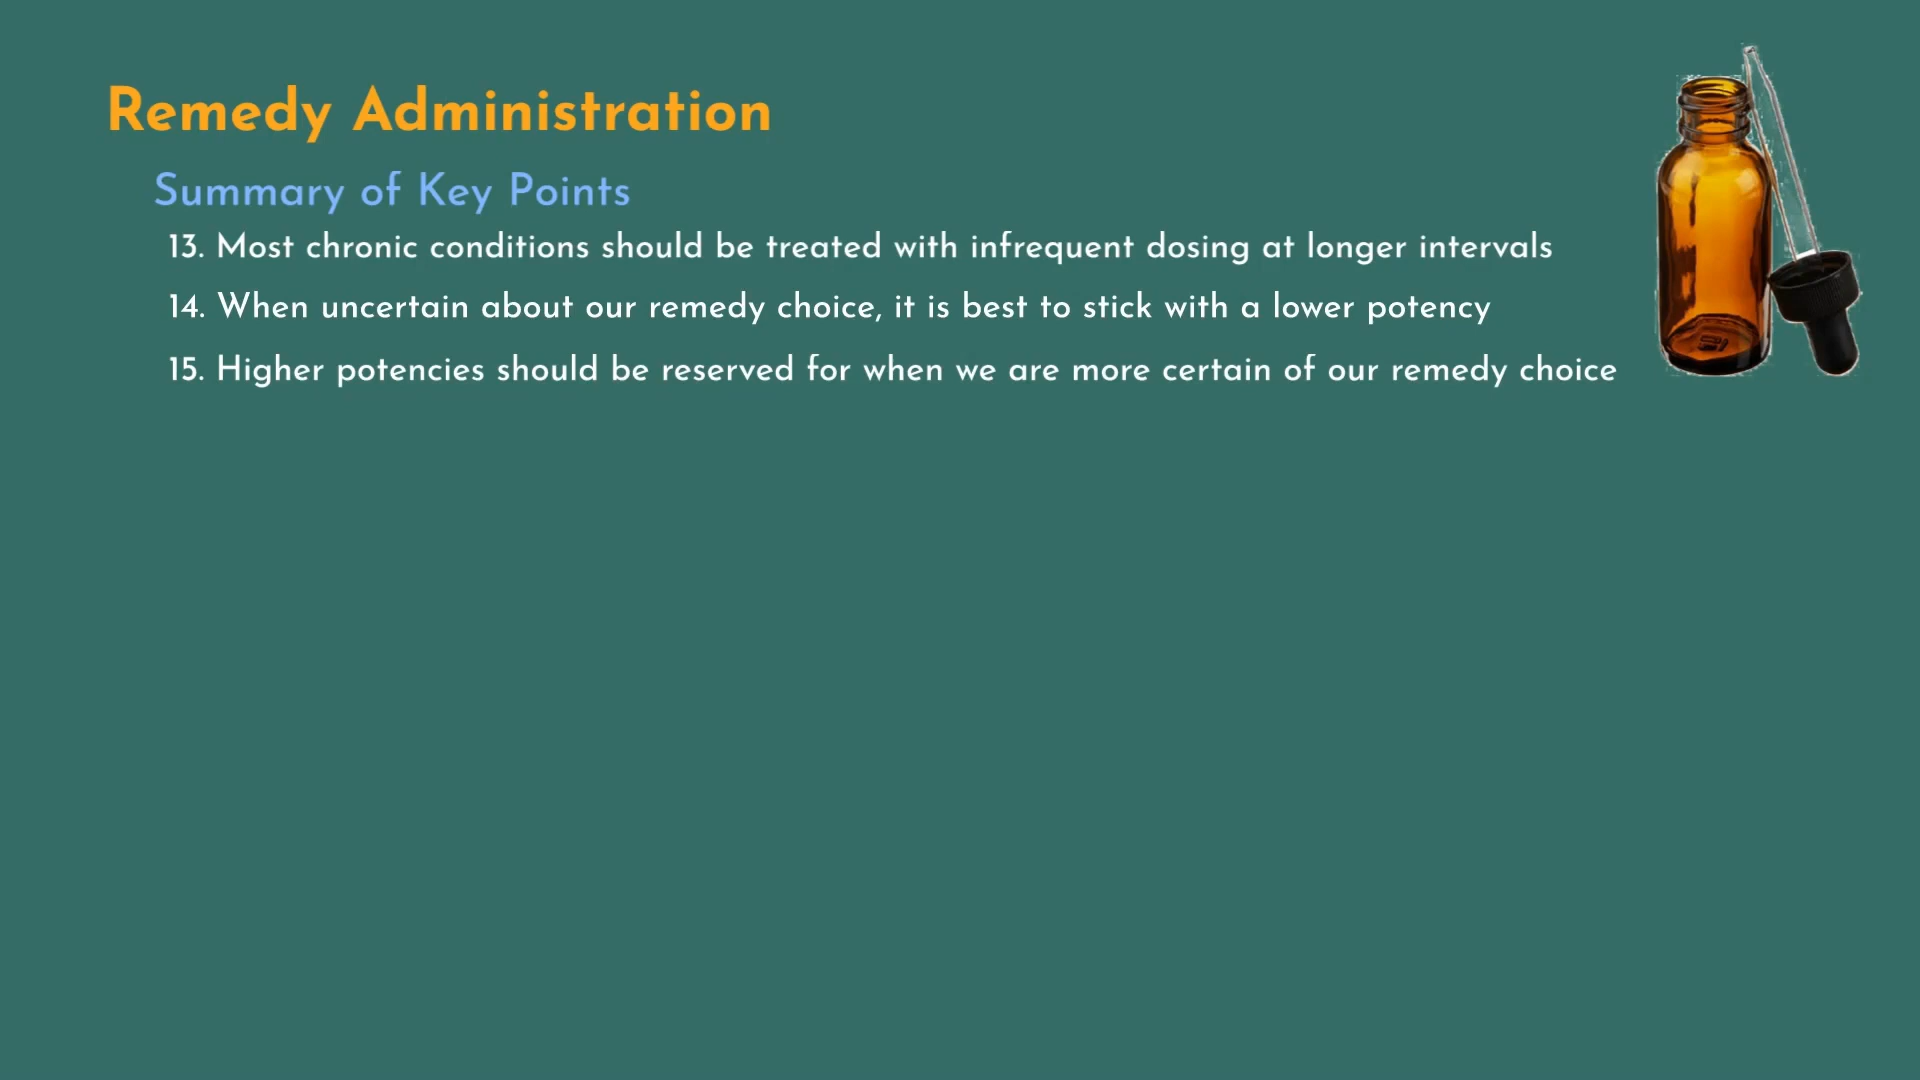 Remedy Administration
Summary of Key Points
13. Most chronic conditions should be treated with infrequent dosing at longer intervals
14. When uncertain about our remedy choice, it is best to stick with a lower potency
15. Higher potencies should be reserved for when we are more certain of our remedy choice